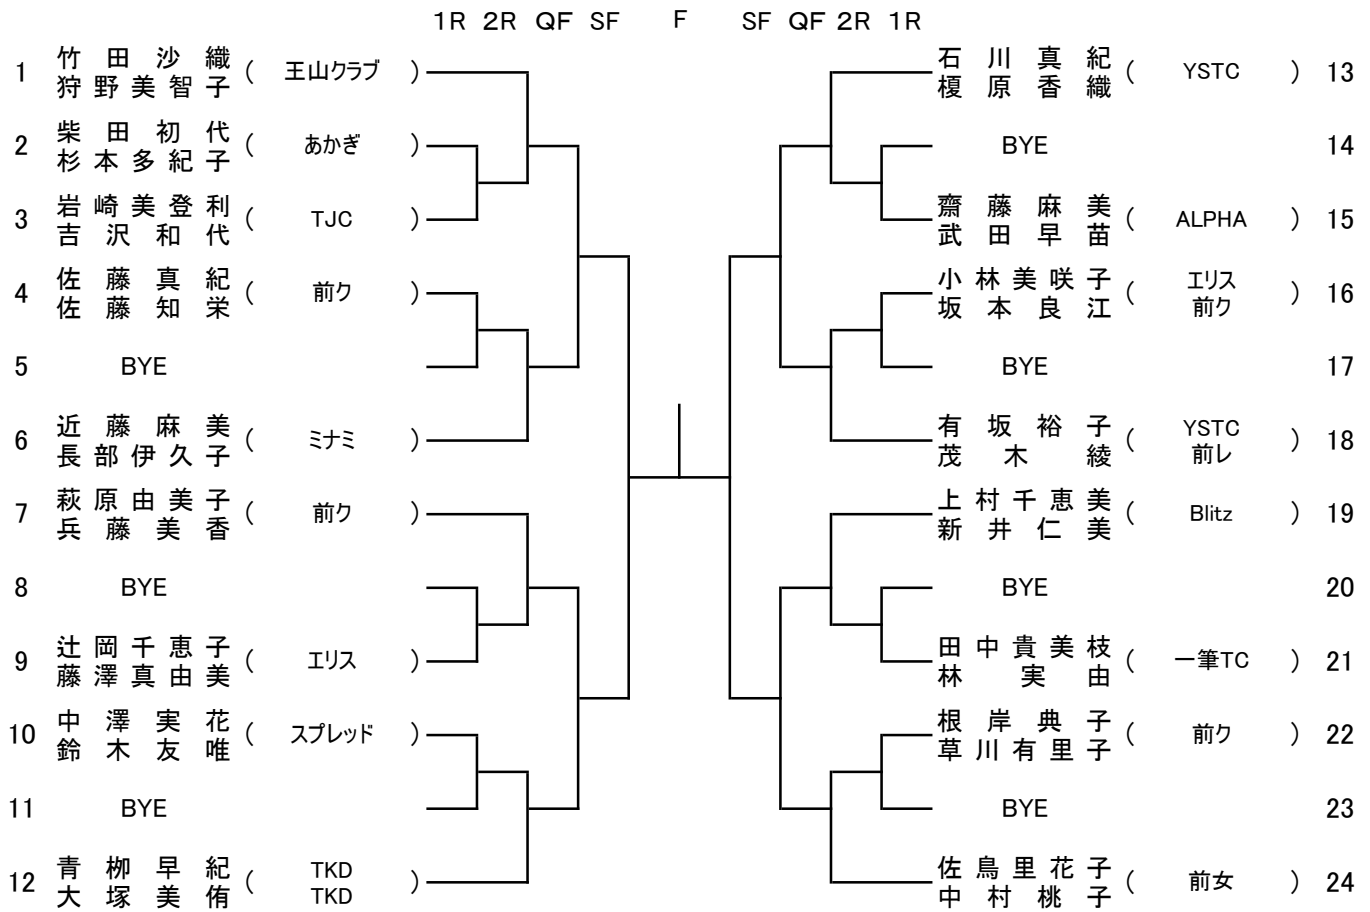 1R 2R QF SF F SF QF 2R 1R
1 竹田沙織 狩野美智子 ( 王山クラブ )
2 柴田初代 杉本多紀子 ( あかぎ )
3 岩崎美登利 吉沢和代 ( TJC )
4 佐藤真紀 佐藤知栄 ( 前ク )
5 BYE
6 近藤麻美 長部伊久子 ( ミナミ )
7 萩原由美子 兵藤美香 ( 前ク )
8 BYE
9 辻岡千恵子 藤澤真由美 ( エリス )
10 中澤実花 鈴木友唯 ( スプレッド )
11 BYE
12 青栁早紀 大塚美侑 ( TKD TKD )
石川真紀 榎原香織 ( YSTC ) 13
BYE 14
齋藤麻美 武田早苗 ( ALPHA ) 15
小林美咲子 坂本良江 ( エリス 前ク ) 16
BYE 17
有坂裕子 茂木綾 ( YSTC 前レ ) 18
上村千恵美 新井仁美 ( Blitz ) 19
BYE 20
田中貴美枝 林実由 ( 一筆TC ) 21
根岸典子 草川有里子 ( 前ク ) 22
BYE 23
佐鳥里花子 中村桃子 ( 前女 ) 24